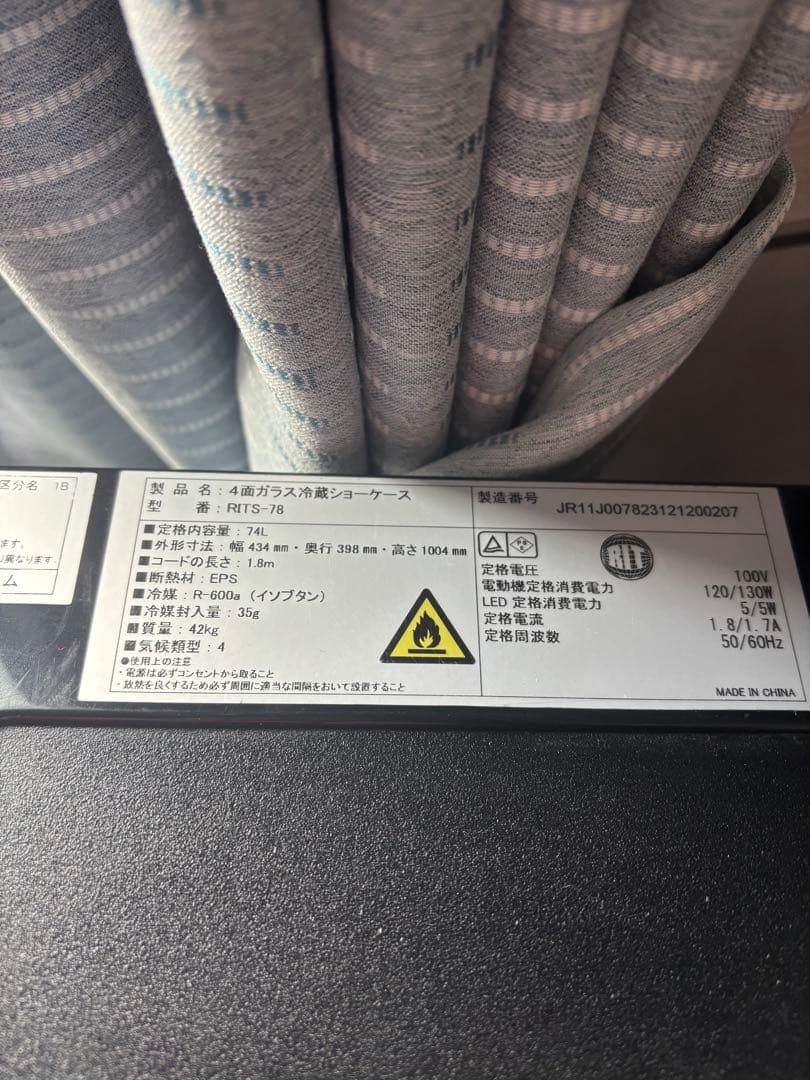 区分名 1B
ます。
異なります
ム
製品名：4面ガラス冷蔵ショーケース
型　番：RITS-78
■定格内容量：74L
■外形寸法：幅 434 mm・奥行 398 mm・高さ 1004 mm
■コードの長さ：1.8m
■断熱材：EPS
■冷媒：R-600a（イソブタン）
■冷媒封入量：35g
■質量：42kg
■気候類型：4
●使用上の注意
・電源は必ずコンセントから取ること
・放熱を良くするため必ず周囲に適当な間隔をおいて設置すること
製造番号 JR11J007823121200207
RIT
定格電圧 100V
電動機定格消費電力 120/130W
LED 定格消費電力 5/5W
定格電流 1.8/1.7A
定格周波数 50/60Hz
MADE IN CHINA